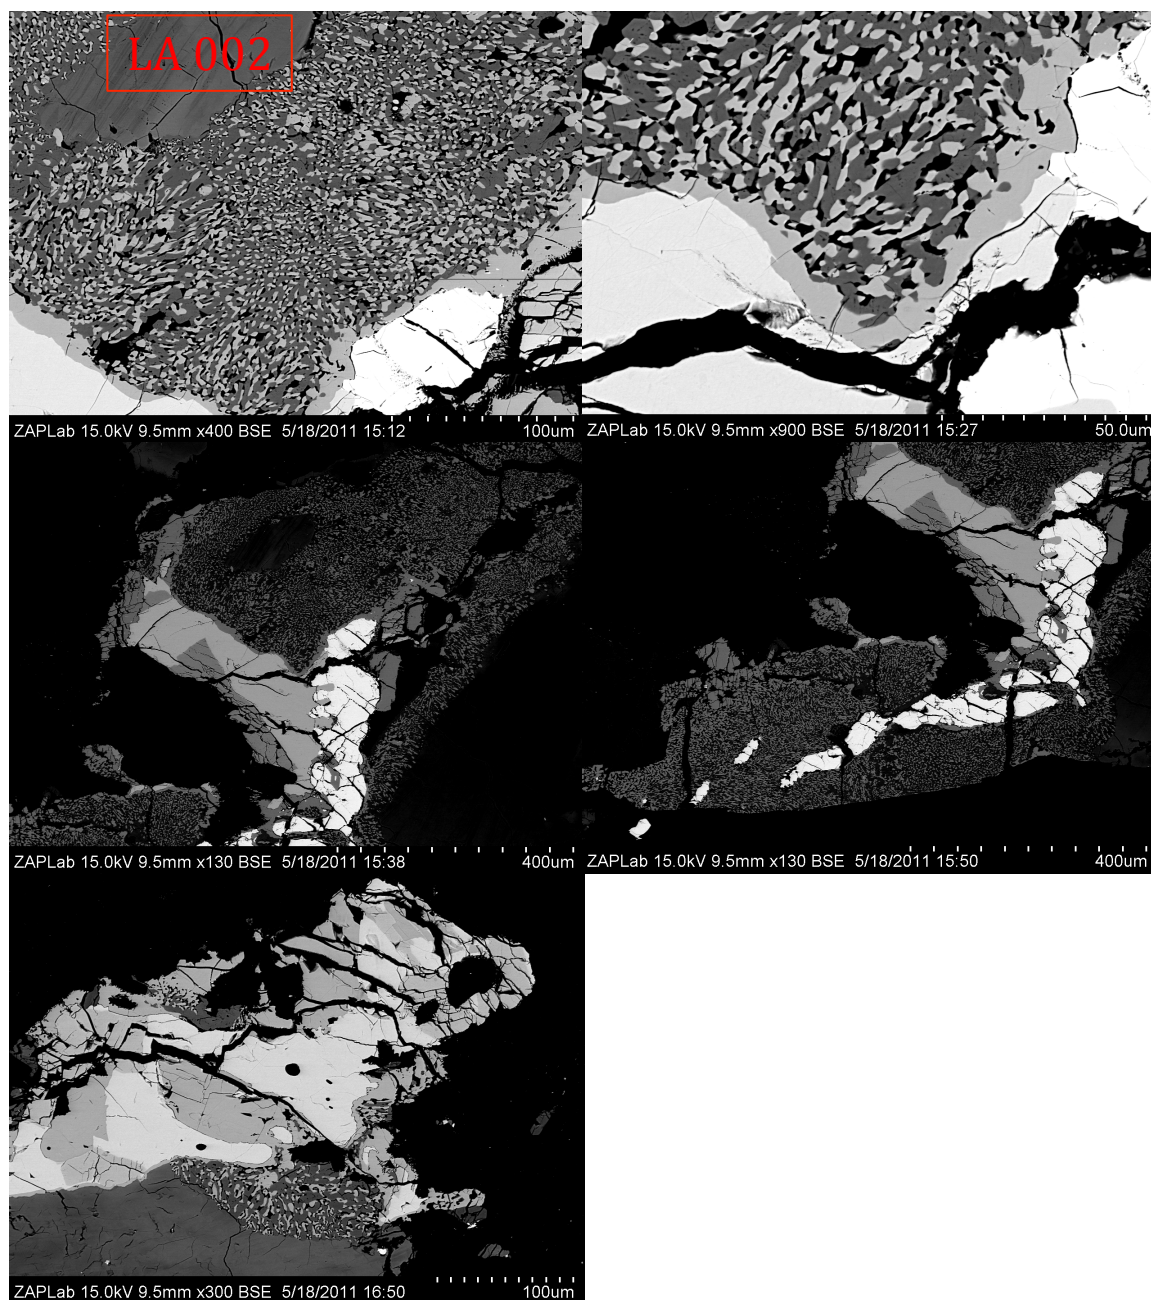 LA 002
ZAPLab 15.0kV 9.5mm x400 BSE 5/18/2011 15:12 100um
ZAPLab 15.0kV 9.5mm x900 BSE 5/18/2011 15:27 50.0um
ZAPLab 15.0kV 9.5mm x130 BSE 5/18/2011 15:38 400um
ZAPLab 15.0kV 9.5mm x130 BSE 5/18/2011 15:50 400um
ZAPLab 15.0kV 9.5mm x300 BSE 5/18/2011 16:50 100um